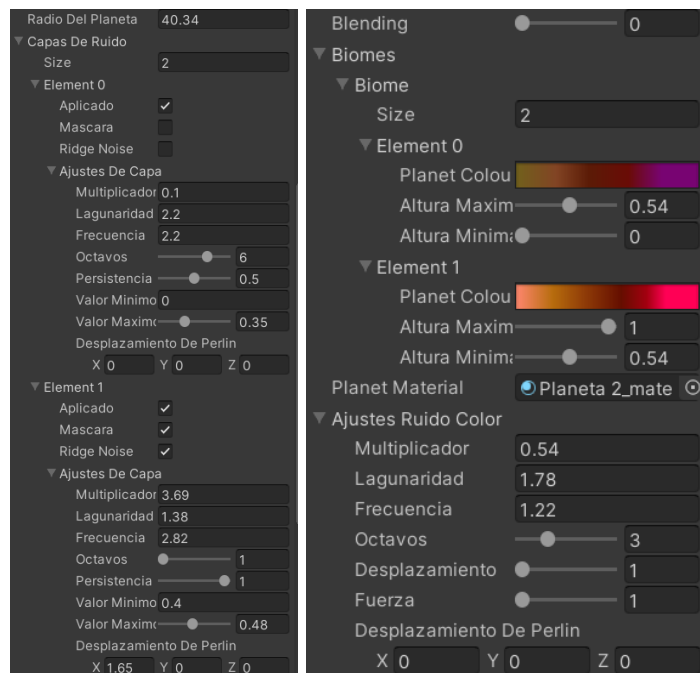 Radio Del Planeta 40.34
Capas De Ruido
Size 2
Element 0
Aplicado
Mascara
Ridge Noise
Ajustes De Capa
Multiplicador 0.1
Lagunaridad 2.2
Frecuencia 2.2
Octavos 6
Persistencia 0.5
Valor Minimo 0
Valor Maximo 0.35
Desplazamiento De Perlin
X 0 Y 0 Z 0
Element 1
Aplicado
Mascara
Ridge Noise
Ajustes De Capa
Multiplicador 3.69
Lagunaridad 1.38
Frecuencia 2.82
Octavos 1
Persistencia 1
Valor Minimo 0.4
Valor Maximo 0.48
Desplazamiento De Perlin
X 1.65 Y 0 Z 0
Blending 0
Biomes
Biome
Size 2
Element 0
Planet Colou
Altura Maxim 0.54
Altura Minima 0
Element 1
Planet Colou
Altura Maxim 1
Altura Minima 0.54
Planet Material Planeta 2_mate
Ajustes Ruido Color
Multiplicador 0.54
Lagunaridad 1.78
Frecuencia 1.22
Octavos 3
Desplazamiento 1
Fuerza 1
Desplazamiento De Perlin
X 0 Y 0 Z 0